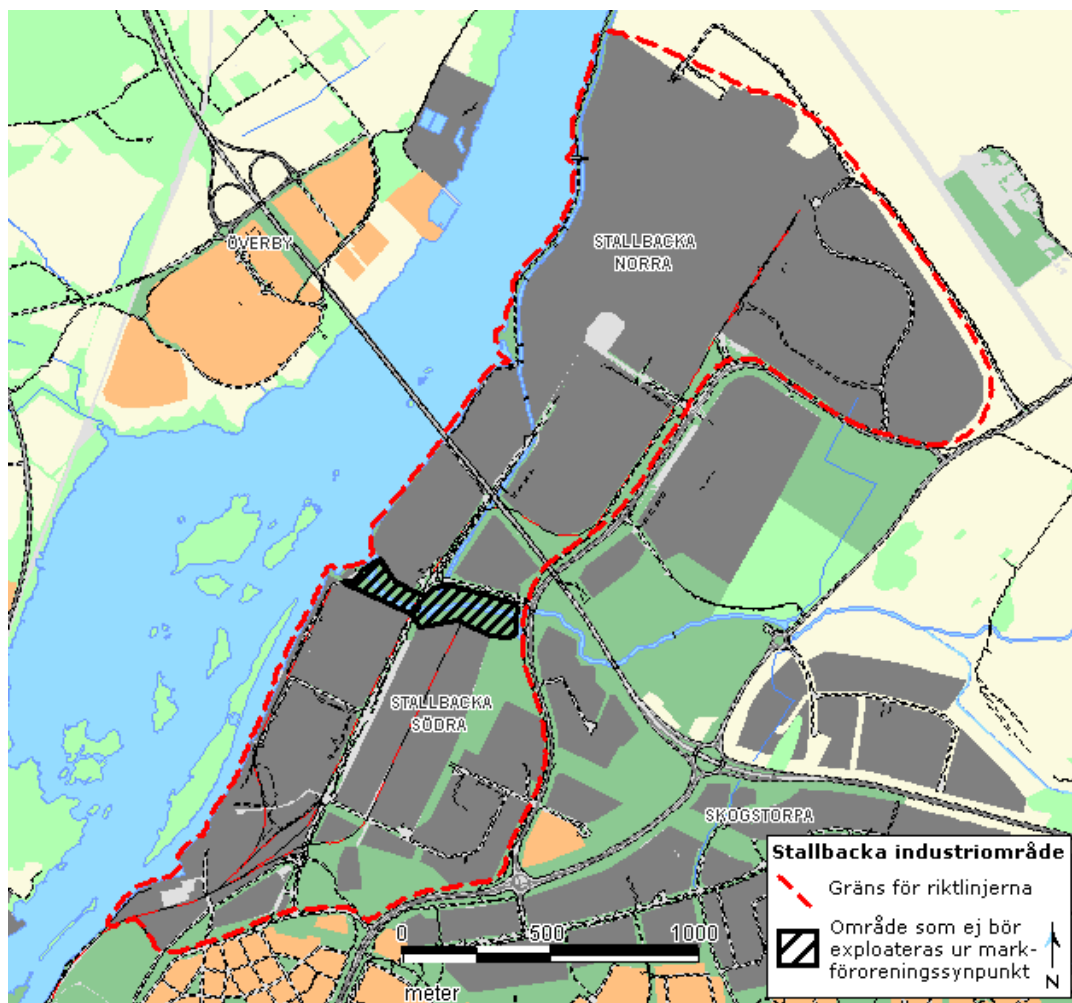 ÖVERBY
STALLBACKA
NORRA
STALLBACKA
SÖDRA
SKOGSTORPA
Stallbacka industriområde
Gräns för riktlinjerna
Område som ej bör
exploateras ur mark-
föroreningssynpunkt
N
0 500 1000
meter